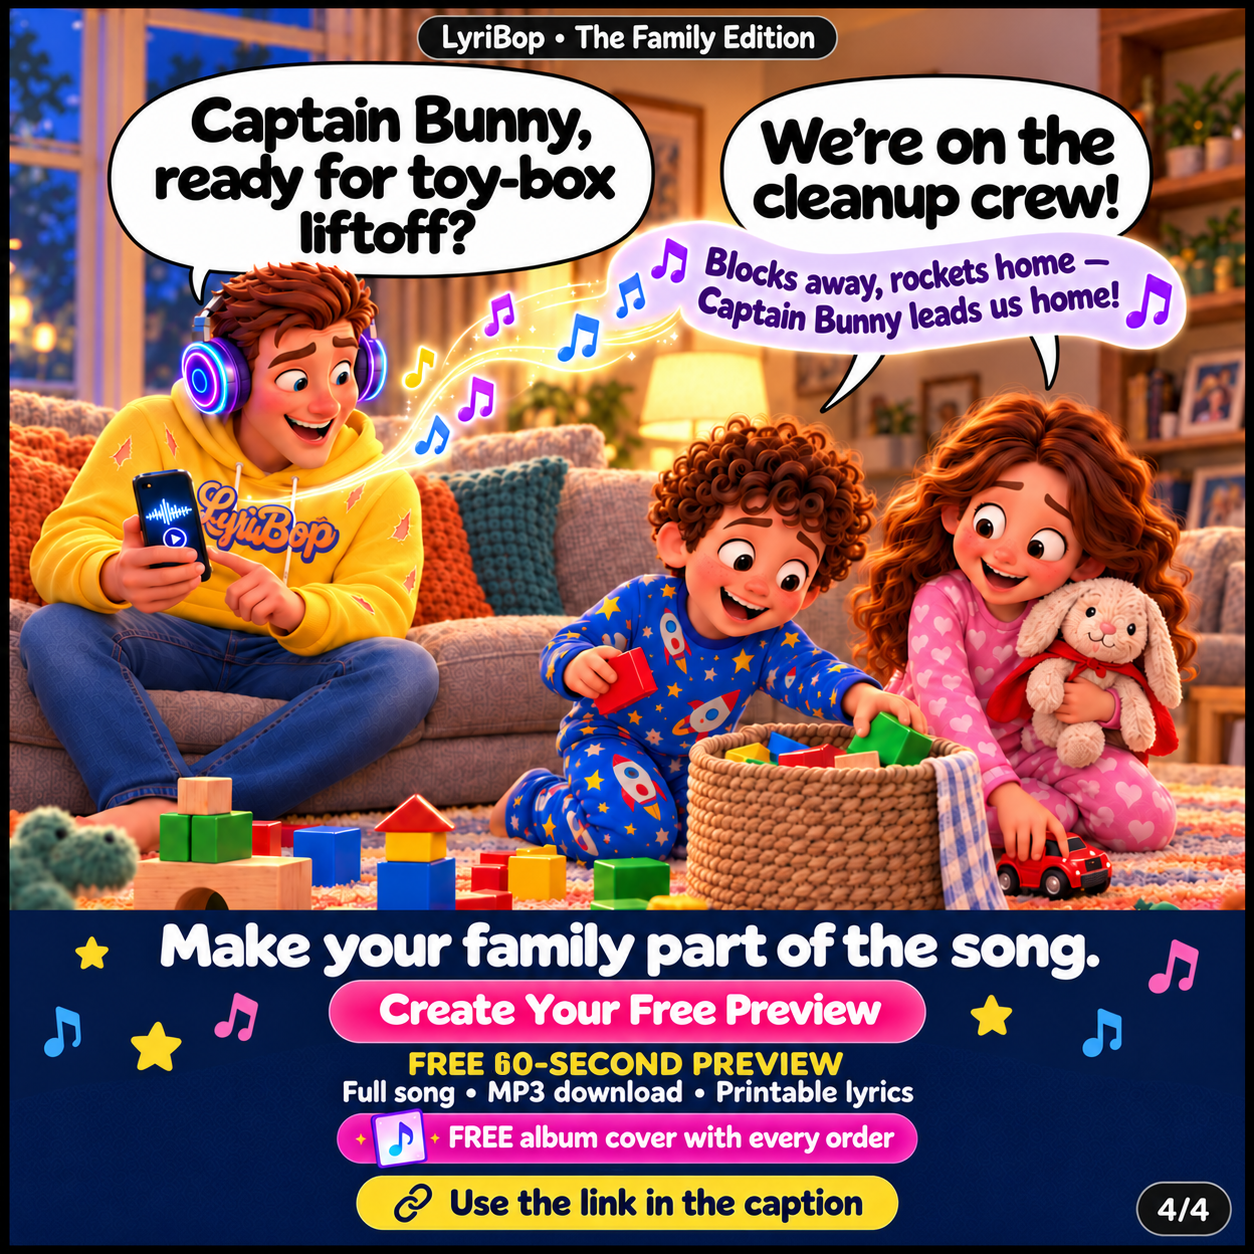 LyriBop • The Family Edition
Captain Bunny,
ready for toy-box
liftoff?
We're on the
cleanup crew!
Blocks away, rockets home —
Captain Bunny leads us home!
LyriBop
Make your family part of the song.
Create Your Free Preview
FREE 60-SECOND PREVIEW
Full song • MP3 download • Printable lyrics
FREE album cover with every order
Use the link in the caption
4/4